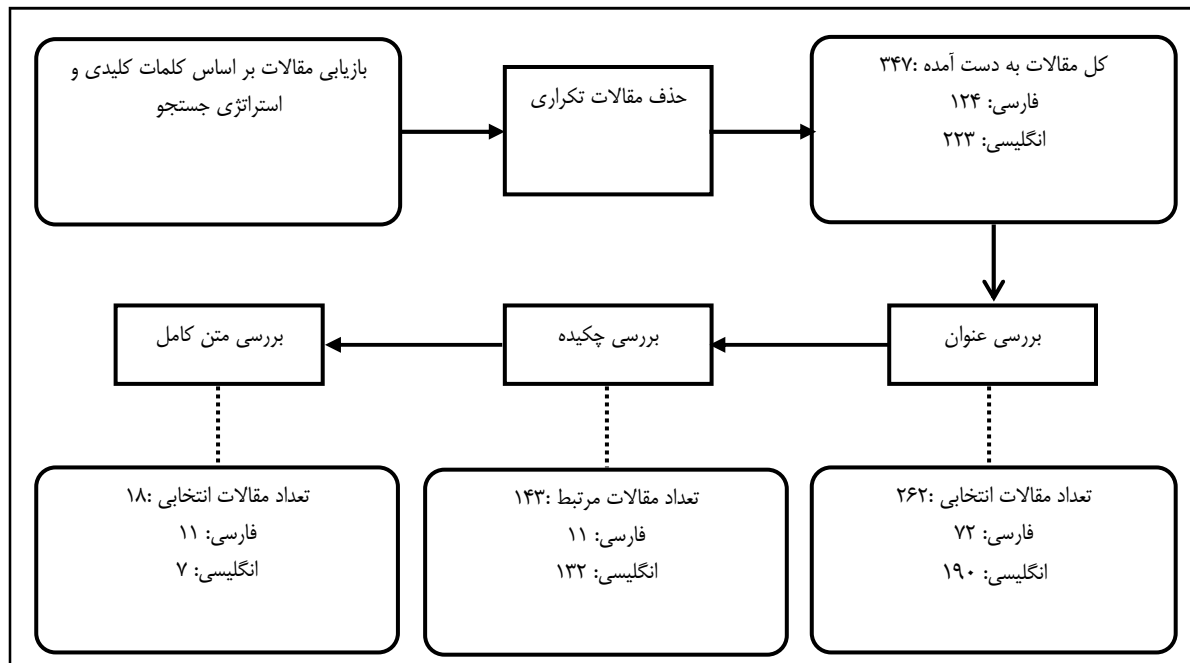 بازیابی مقالات بر اساس کلمات کلیدی و
استراتژی جستجو
حذف مقالات تکراری
کل مقالات به دست آمده :۳۴۷
فارسی: ۱۲۴
انگلیسی: ۲۲۳
بررسی عنوان
بررسی چکیده
بررسی متن کامل
تعداد مقالات انتخابی :۲۶۲
فارسی: ۷۲
انگلیسی: ۱۹۰
تعداد مقالات مرتبط :۱۴۳
فارسی: ۱۱
انگلیسی: ۱۳۲
تعداد مقالات انتخابی :۱۸
فارسی: ۱۱
انگلیسی: ۷